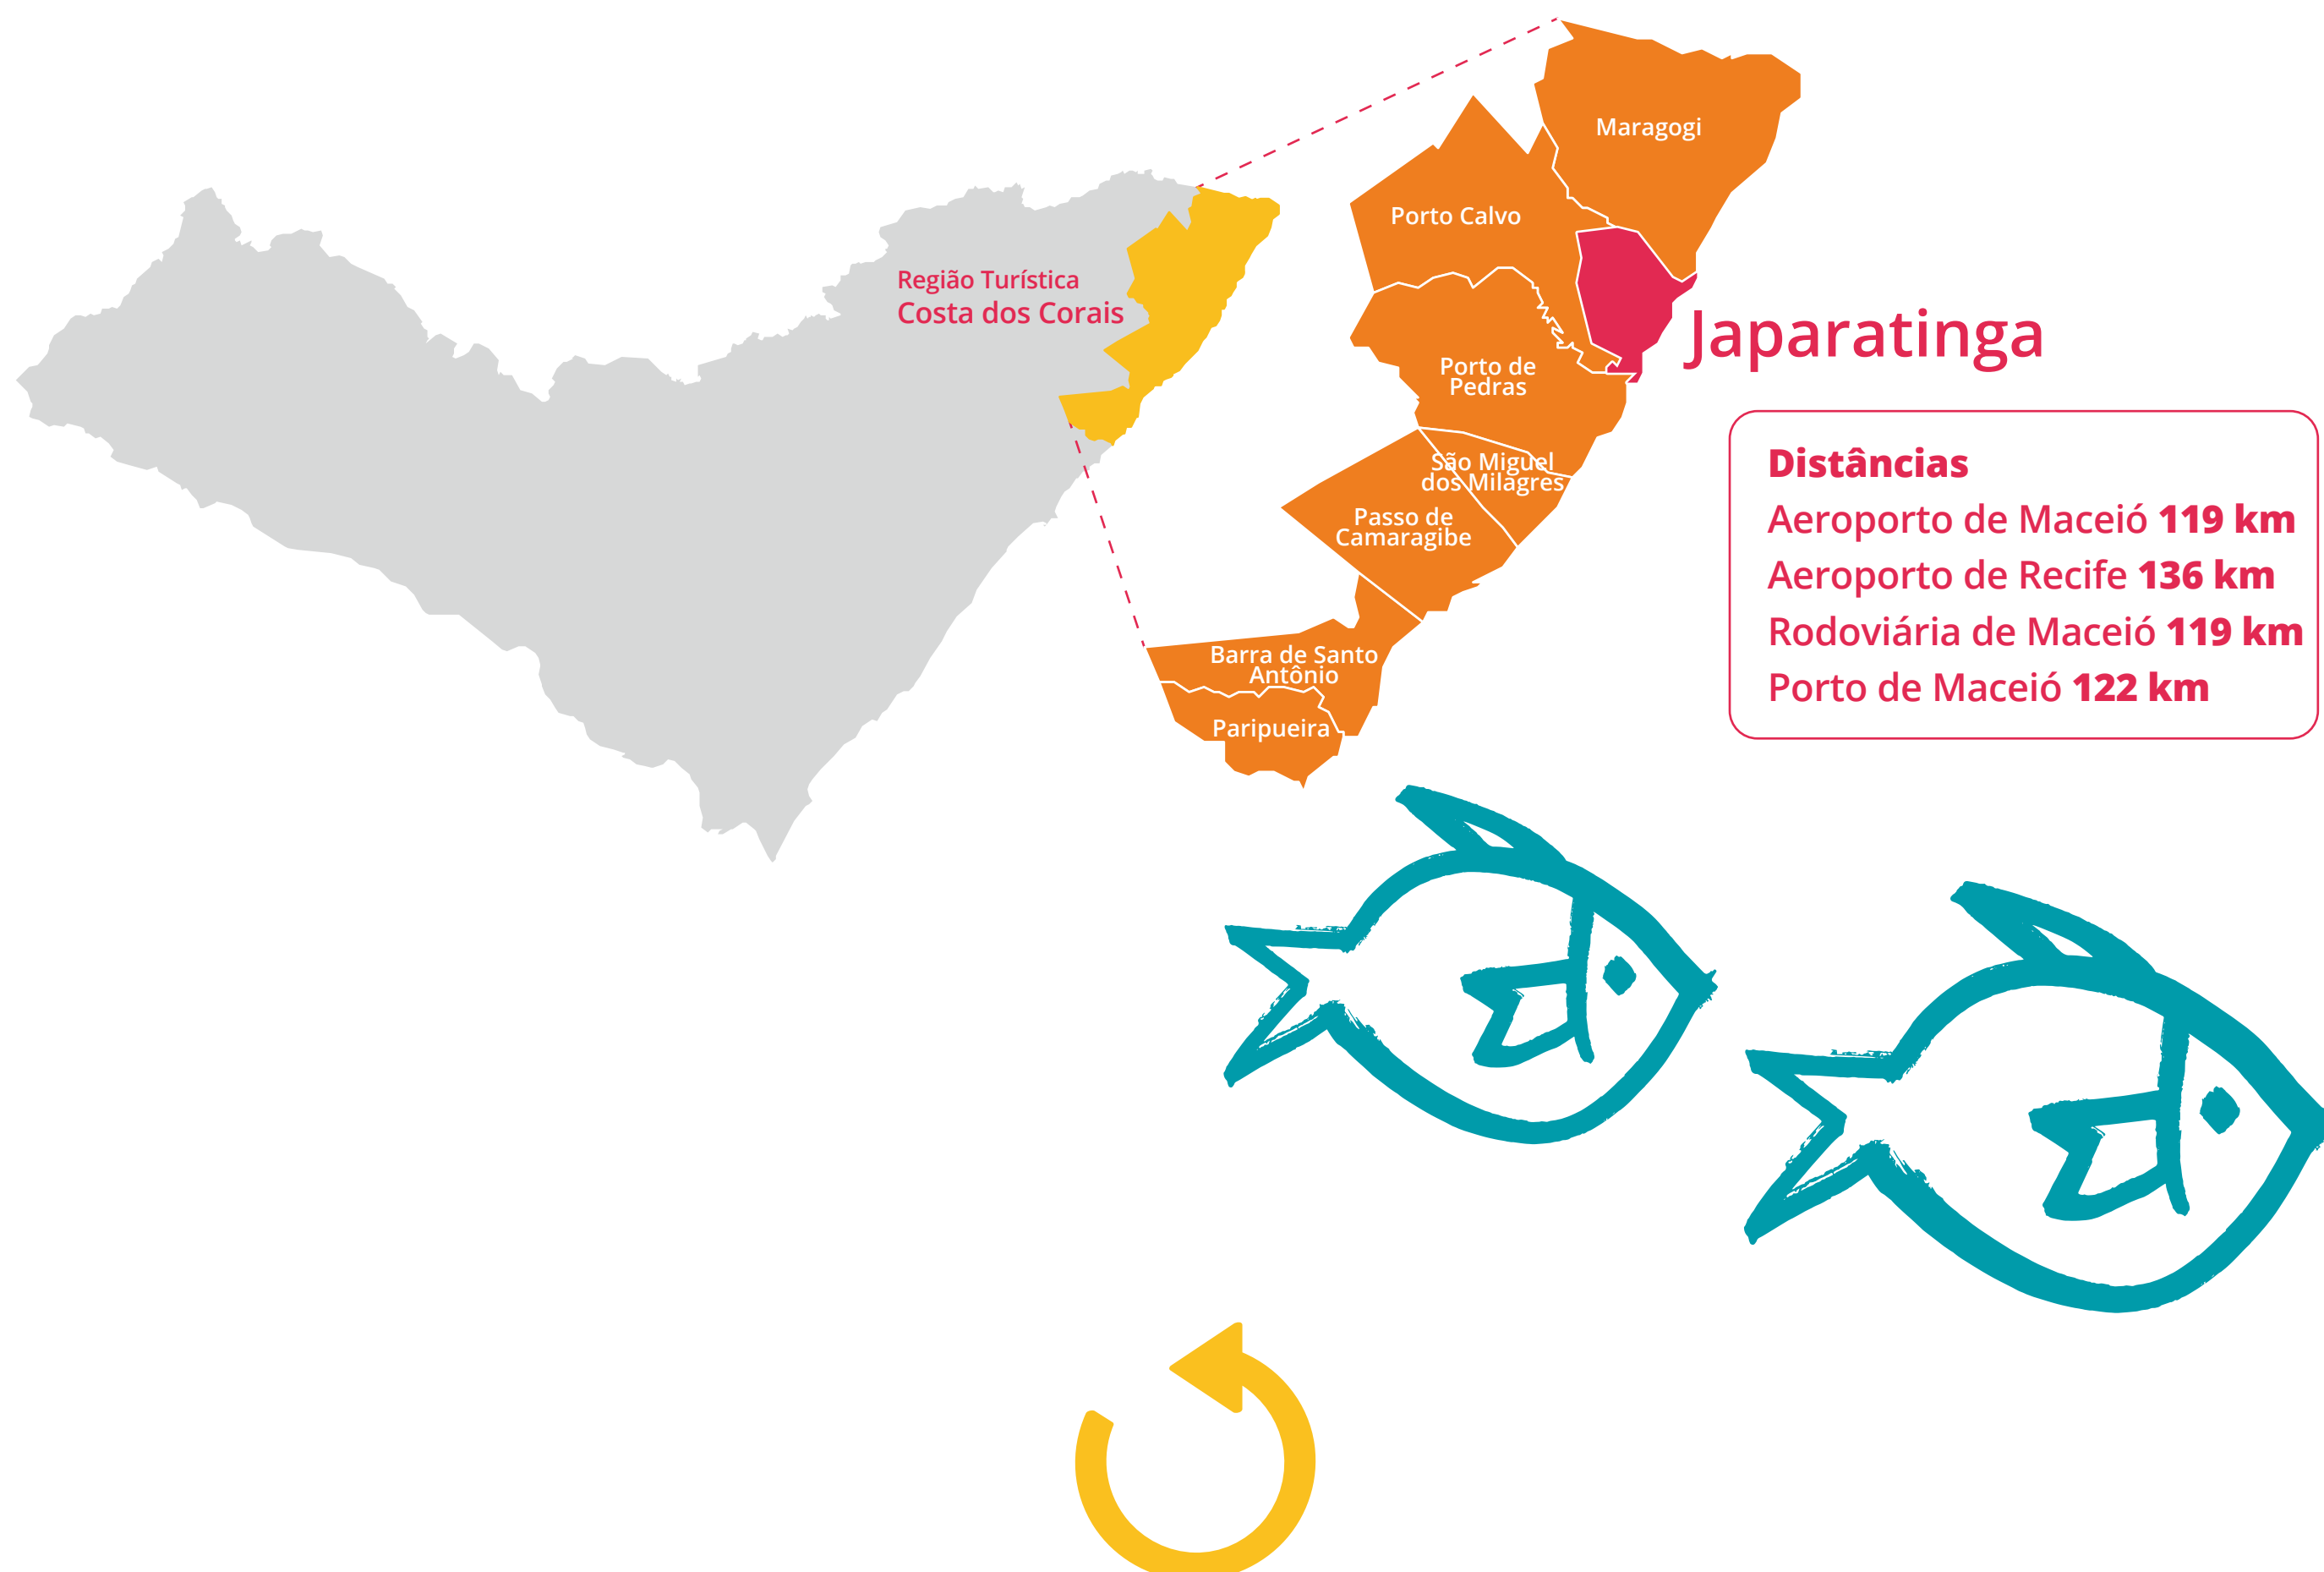 Maragogi
Porto Calvo
Região Turística
Costa dos Corais
Japaratinga
Porto de
Pedras
São Miguel
dos Milagres
Passo de
Camaragibe
Barra de Santo
Antônio
Paripueira
Distâncias
Aeroporto de Maceió 119 km
Aeroporto de Recife 136 km
Rodoviária de Maceió 119 km
Porto de Maceió 122 km